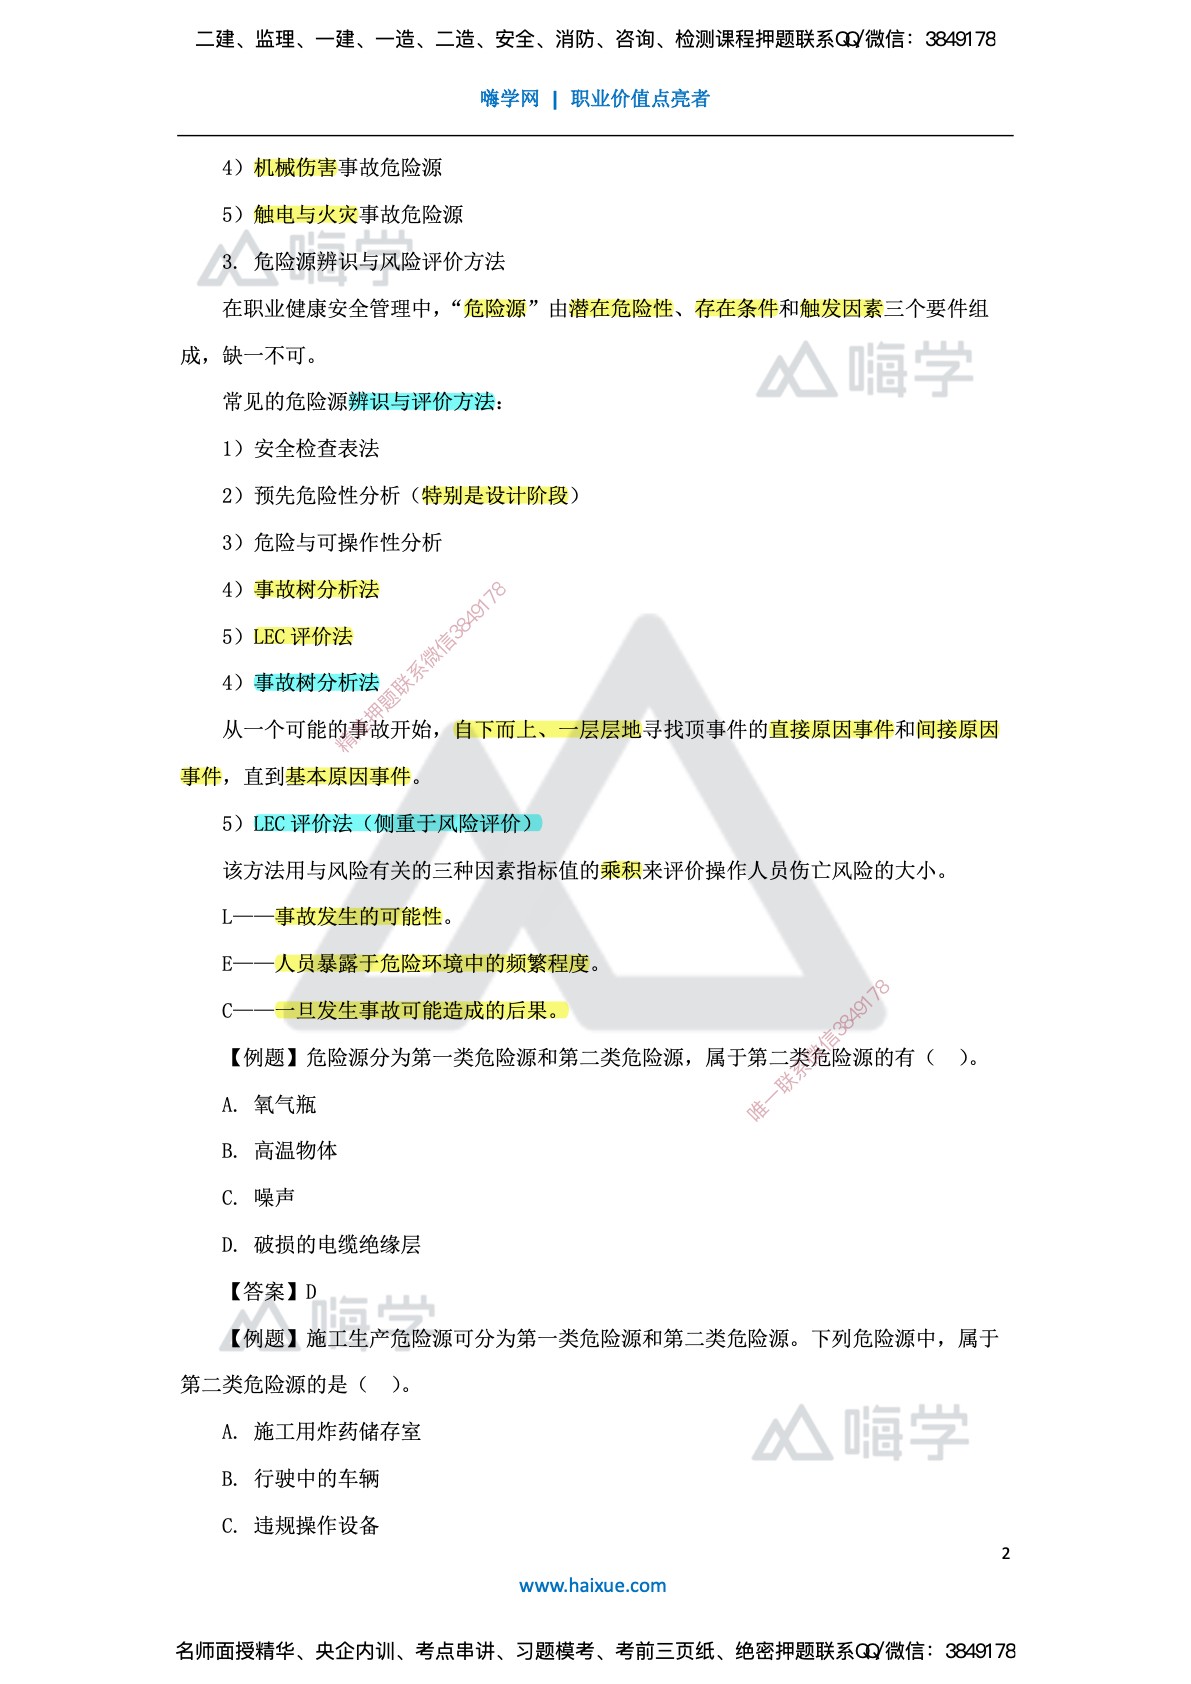 二建、监理、一建、一造、二造、安全、消防、咨询、检测课程押题联系QQ/微信：3849178
嗨学网 | 职业价值点亮者
4）机械伤害事故危险源
5）触电与火灾事故危险源
嗨学
3. 危险源辨识与风险评价方法
在职业健康安全管理中，“危险源”由潜在危险性、存在条件和触发因素三个要件组
成，缺一不可。
嗨学
常见的危险源辨识与评价方法：
1）安全检查表法
2）预先危险性分析（特别是设计阶段）
3）危险与可操作性分析
4）事故树分析法
5）LEC 评价法
4）事故树分析法
精准押题联系微信3849178
从一个可能的事故开始，自下而上、一层层地寻找顶事件的直接原因事件和间接原因
事件，直到基本原因事件。
5）LEC 评价法（侧重于风险评价）
该方法用与风险有关的三种因素指标值的乘积来评价操作人员伤亡风险的大小。
L——事故发生的可能性。
E——人员暴露于危险环境中的频繁程度。
C——一旦发生事故可能造成的后果。
唯一联系微信3849178
【例题】危险源分为第一类危险源和第二类危险源，属于第二类危险源的有（ ）。
A. 氧气瓶
B. 高温物体
C. 噪声
D. 破损的电缆绝缘层
【答案】D
嗨学
【例题】施工生产危险源可分为第一类危险源和第二类危险源。下列危险源中，属于
第二类危险源的是（ ）。
A. 施工用炸药储存室
嗨学
B. 行驶中的车辆
C. 违规操作设备
2
www.haixue.com
名师面授精华、央企内训、考点串讲、习题模考、考前三页纸、绝密押题联系QQ/微信：3849178